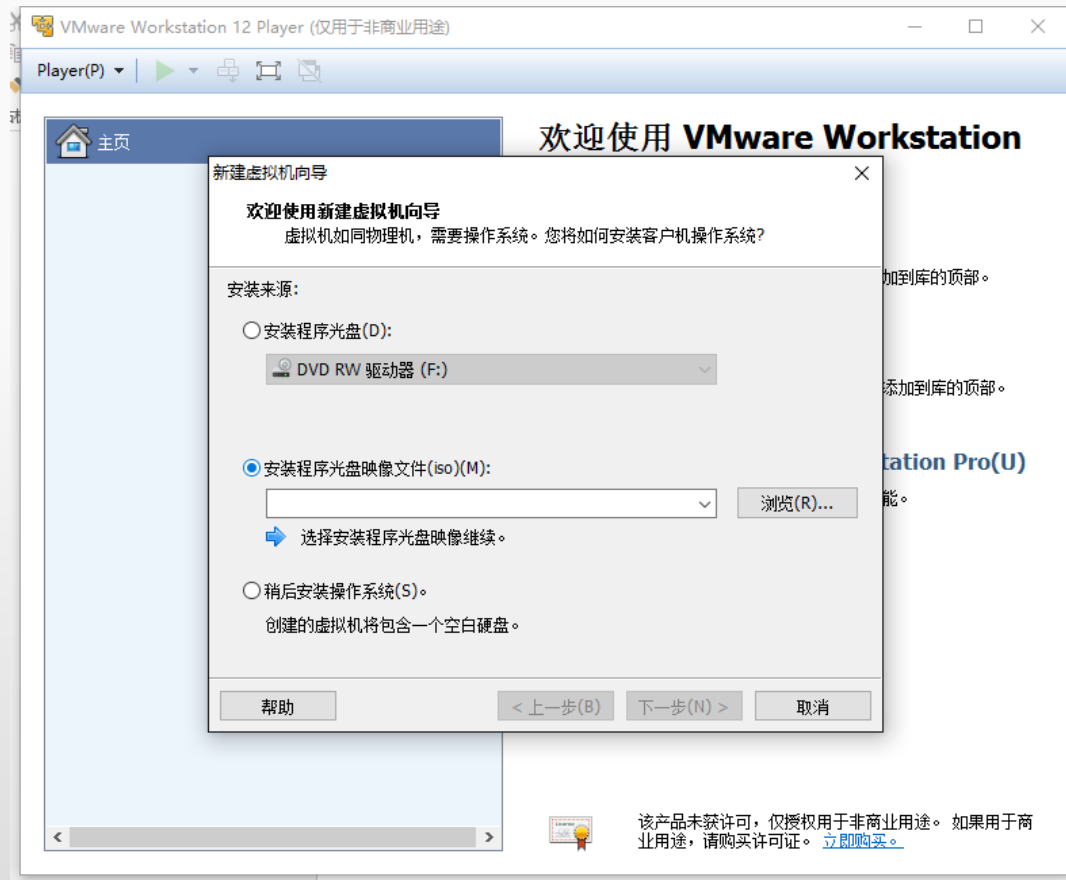 VMware Workstation 12 Player (仅用于非商业用途)
Player(P)
主页
欢迎使用 VMware Workstation
新建虚拟机向导
欢迎使用新建虚拟机向导
虚拟机如同物理机，需要操作系统。您将如何安装客户机操作系统?
加到库的顶部。
安装来源:
安装程序光盘(D):
DVD RW 驱动器 (F:)
添加到库的顶部。
tation Pro(U)
安装程序光盘映像文件(iso)(M):
能。
浏览(R)...
选择安装程序光盘映像继续。
稍后安装操作系统(S)。
创建的虚拟机将包含一个空白硬盘。
帮助
< 上一步(B)
下一步(N) >
取消
该产品未获许可，仅授权用于非商业用途。 如果用于商
业用途，请购买许可证。 立即购买。